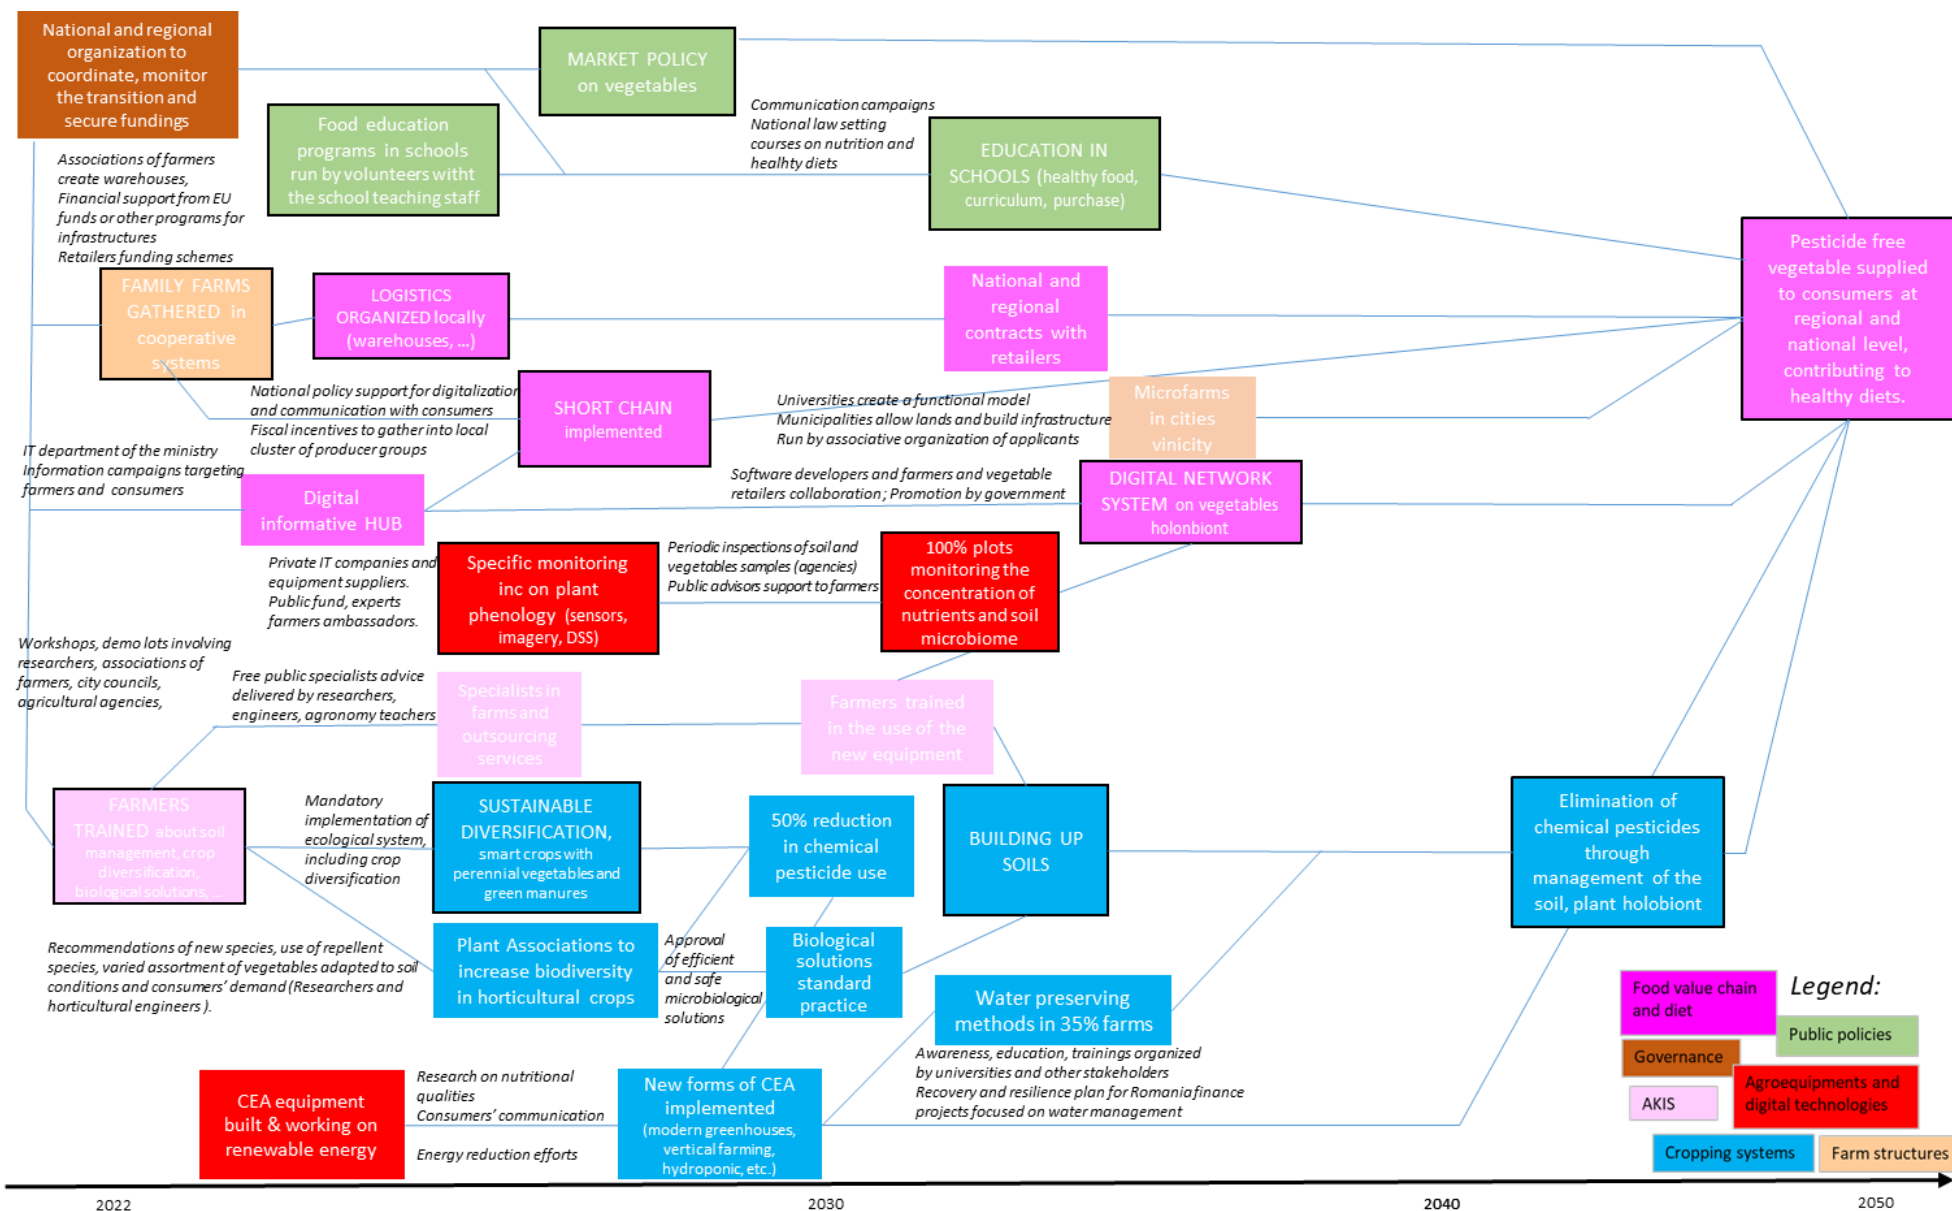 National and regional
organization to
coordinate, monitor
the transition and
secure fundings
MARKET POLICY
on vegetables
Food education
programs in schools
run by volunteers witht
the school teaching staff
Communication campaigns
National law setting
courses on nutrition and
healhty diets
EDUCATION IN
SCHOOLS (healthy food,
curriculum, purchase)
Associations of farmers
create warehouses,
Financial support from EU
funds or other programs for
infrastructures
Retailers funding schemes
FAMILY FARMS
GATHERED in
cooperative
systems
LOGISTICS
ORGANIZED locally
(warehouses, ...)
National and
regional
contracts with
retailers
Pesticide free
vegetable supplied
to consumers at
regional and
national level,
contributing to
healthy diets.
National policy support for digitalization
and communication with consumers
Fiscal incentives to gather into local
cluster of producer groups
SHORT CHAIN
implemented
Universities create a functional model
Municipalities allow lands and build infrastructure
Run by associative organization of applicants
Microfarms
in cities
vinicity
IT department of the ministry
Information campaigns targeting
farmers and consumers
Digital
informative HUB
Software developers and farmers and vegetable
retailers collaboration; Promotion by government
DIGITAL NETWORK
SYSTEM on vegetables
holonbiont
Private IT companies and
equipment suppliers.
Public fund, experts
farmers ambassadors.
Specific monitoring
inc on plant
phenology (sensors,
imagery, DSS)
Periodic inspections of soil and
vegetables samples (agencies)
Public advisors support to farmers
100% plots
monitoring the
concentration of
nutrients and soil
microbiome
Workshops, demo lots involving
researchers, associations of
farmers, city councils,
agricultural agencies,
Free public specialists advice
delivered by researchers,
engineers, agronomy teachers
Specialists in
farms and
outsourcing
services
Farmers trained
in the use of the
new equipment
FARMERS
TRAINED about soil
management, crop
diversification,
biological solutions, ...
Mandatory
implementation of
ecological system,
including crop
diversification
SUSTAINABLE
DIVERSIFICATION,
smart crops with
perennial vegetables and
green manures
50% reduction
in chemical
pesticide use
BUILDING UP
SOILS
Elimination of
chemical pesticides
through
management of the
soil, plant holobiont
Recommendations of new species, use of repellent
species, varied assortment of vegetables adapted to soil
conditions and consumers' demand (Researchers and
horticultural engineers ).
Plant Associations to
increase biodiversity
in horticultural crops
Approval
of efficient
and safe
microbiological
solutions
Biological
solutions
standard
practice
Water preserving
methods in 35% farms
Awareness, education, trainings organized
by universities and other stakeholders
Recovery and resilience plan for Romania finance
projects focused on water management
CEA equipment
built & working on
renewable energy
Research on nutritional
qualities
Consumers' communication
Energy reduction efforts
New forms of CEA
implemented
(modern greenhouses,
vertical farming,
hydroponic, etc.)
Legend:
Food value chain
and diet
Public policies
Governance
Agroequipments and
digital technologies
AKIS
Cropping systems
Farm structures
2022
2030
2040
2050